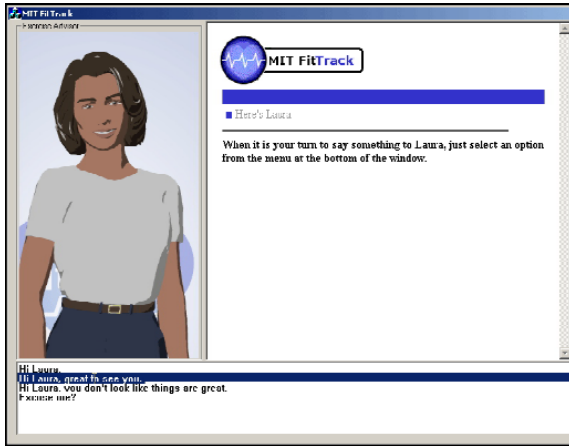 MIT FitTrack
Exercise Advisor
MIT FitTrack
Here's Laura
When it is your turn to say something to Laura, just select an option
from the menu at the bottom of the window.
Hi Laura.
Hi Laura, great to see you.
Hi Laura, you don't look like things are great.
Excuse me?